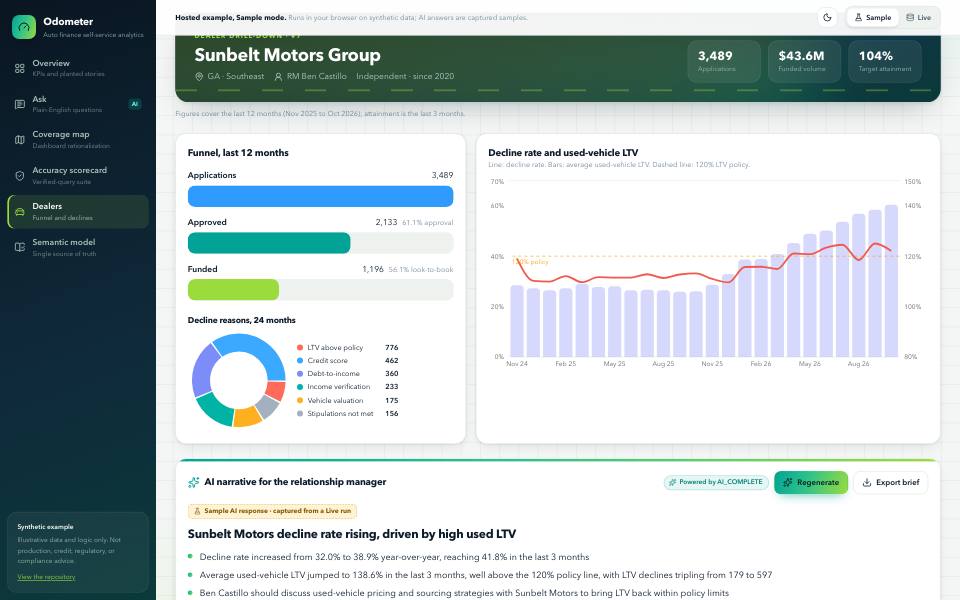 Odometer
Auto finance self-service analytics
Overview
KPIs and planted stories
Ask
Plain-English questions
AI
Coverage map
Dashboard rationalization
Accuracy scorecard
Verified-query suite
Dealers
Funnel and declines
Semantic model
Single source of truth
Synthetic example
Illustrative data and logic only. Not
production, credit, regulatory, or
compliance advice.
View the repository
Hosted example, Sample mode. Runs in your browser on synthetic data; AI answers are captured samples.
Sample
Live
Sunbelt Motors Group
GA · Southeast
RM Ben Castillo
Independent · since 2020
3,489
Applications
$43.6M
Funded volume
104%
Target attainment
Figures cover the last 12 months (Nov 2025 to Oct 2026); attainment is the last 3 months.
Funnel, last 12 months
Applications 3,489
Approved 2,133 61.1% approval
Funded 1,196 56.1% look-to-book
Decline reasons, 24 months
LTV above policy 776
Credit score 462
Debt-to-income 360
Income verification 233
Vehicle valuation 175
Stipulations not met 156
Decline rate and used-vehicle LTV
Line: decline rate. Bars: average used-vehicle LTV. Dashed line: 120% LTV policy.
70% 150%
60% 140%
40% 120% policy 120%
20% 100%
0% 80%
Nov 24 Feb 25 May 25 Aug 25 Nov 25 Feb 26 May 26 Aug 26
AI narrative for the relationship manager
Powered by AI_COMPLETE
Regenerate
Export brief
Sample AI response · captured from a Live run
Sunbelt Motors decline rate rising, driven by high used LTV
Decline rate increased from 32.0% to 38.9% year-over-year, reaching 41.8% in the last 3 months
Average used-vehicle LTV jumped to 138.6% in the last 3 months, well above the 120% policy line, with LTV declines tripling from 179 to 597
Ben Castillo should discuss used-vehicle pricing and sourcing strategies with Sunbelt Motors to bring LTV back within policy limits